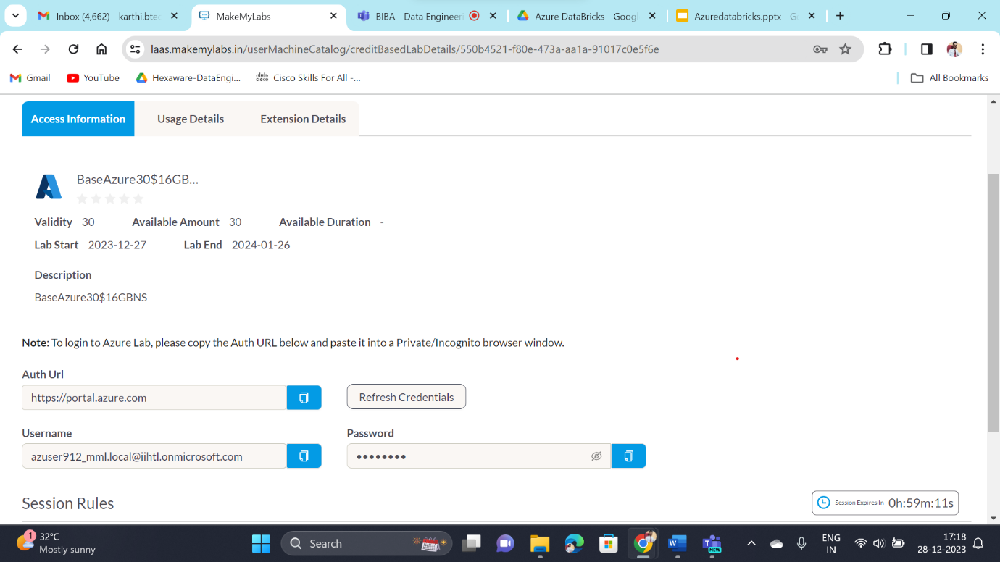 Inbox (4,662) - karthi.btec
MakeMyLabs
BIBA - Data Engineeri
Azure DataBricks - Googl
Azuredatabricks.pptx - G
laas.makemylabs.in/userMachineCatalog/creditBasedLabDetails/550b4521-f80e-473a-aa1a-91017c0e5f6e
Gmail
YouTube
Hexaware-DataEngi...
Cisco Skills For All -...
All Bookmarks
Access Information
Usage Details
Extension Details
BaseAzure30$16GB...
Validity 30 Available Amount 30 Available Duration -
Lab Start 2023-12-27 Lab End 2024-01-26
Description
BaseAzure30$16GBNS
Note: To login to Azure Lab, please copy the Auth URL below and paste it into a Private/Incognito browser window.
Auth Url
https://portal.azure.com
Refresh Credentials
Username
Password
azuser912_mml.local@iihtl.onmicrosoft.com
••••••••
Session Rules
Session Expires In 0h:59m:11s
1
32°C
Mostly sunny
Search
NEW
ENG
IN
17:18
28-12-2023